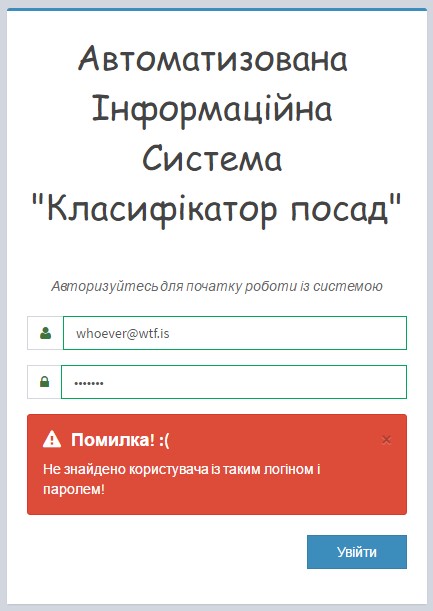 Автоматизована
Інформаційна
Система
"Класифікатор посад"
Авторизуйтесь для початку роботи із системою
whoever@wtf.is
•••••••
Помилка! :(
×
Не знайдено користувача із таким логіном і
паролем!
Увійти